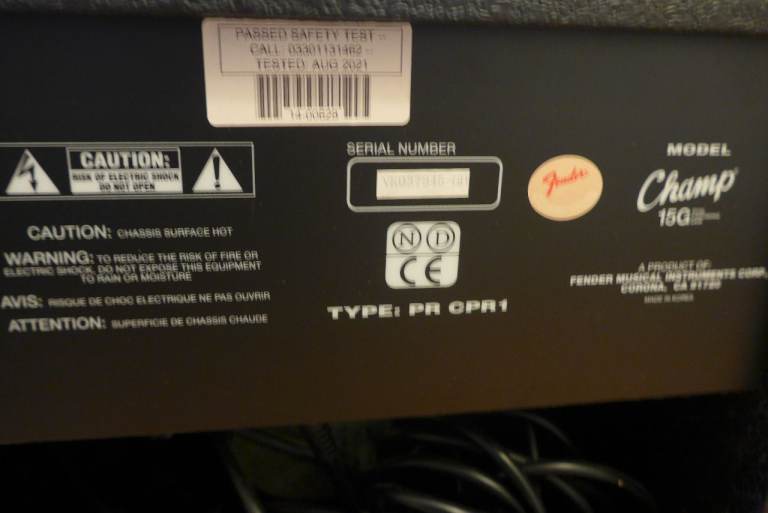 PASSED SAFETY TEST
CALL: 03301131462
TESTED: AUG 2021
CAUTION:
RISK OF ELECTRIC SHOCK
DO NOT OPEN
CAUTION: CHASSIS SURFACE HOT
WARNING: TO REDUCE THE RISK OF FIRE OR
ELECTRIC SHOCK, DO NOT EXPOSE THIS EQUIPMENT
TO RAIN OR MOISTURE
AVIS: RISQUE DE CHOC ELECTRIQUE NE PAS OUVRIR
ATTENTION: SUPERFICIE DE CHASSIS CHAUDE
SERIAL NUMBER
N D
CE
TYPE: PR CPR1
Fender
MODEL
Champ
15G
A PRODUCT OF:
FENDER MUSICAL INSTRUMENTS CORP.
CORONA, CA 91720
MADE IN KOREA